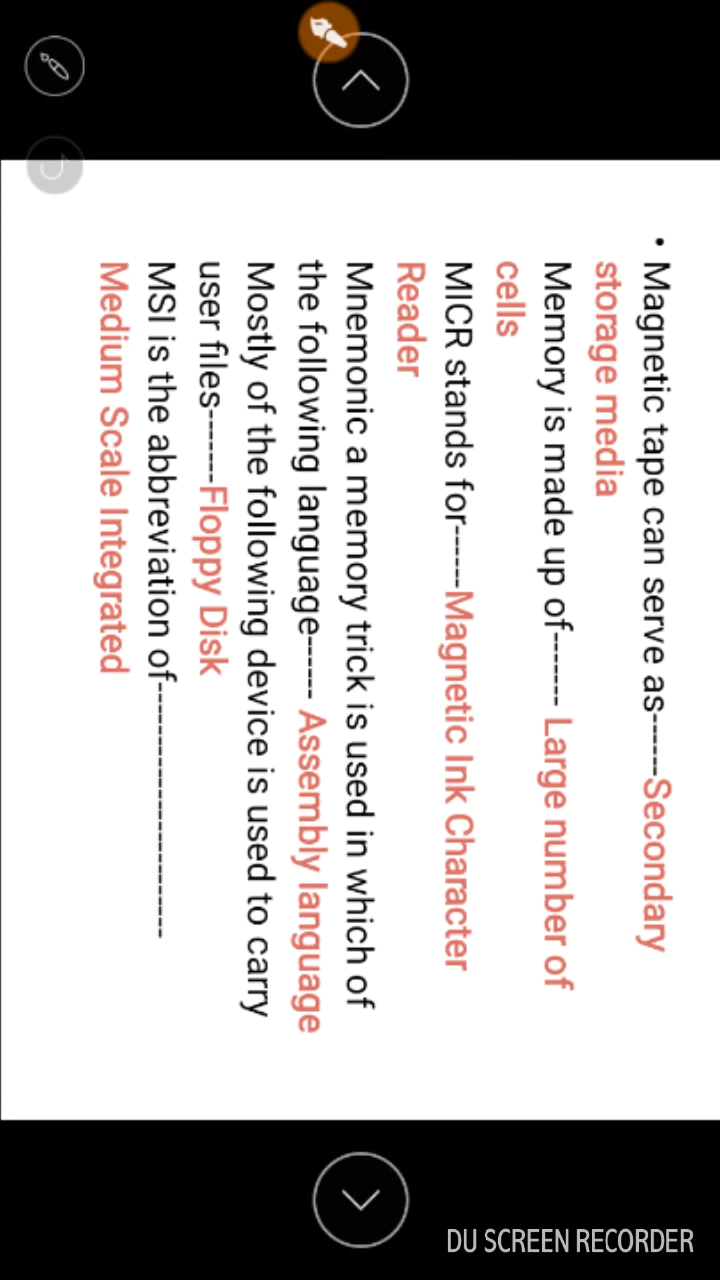 • Magnetic tape can serve as------Secondary
storage media
Memory is made up of------- Large number of
cells
MICR stands for------Magnetic Ink Character
Reader
Mnemonic a memory trick is used in which of
the following language------ Assembly language
Mostly of the following device is used to carry
user files-------Floppy Disk
MSI is the abbreviation of-------------------------
Medium Scale Integrated
DU SCREEN RECORDER